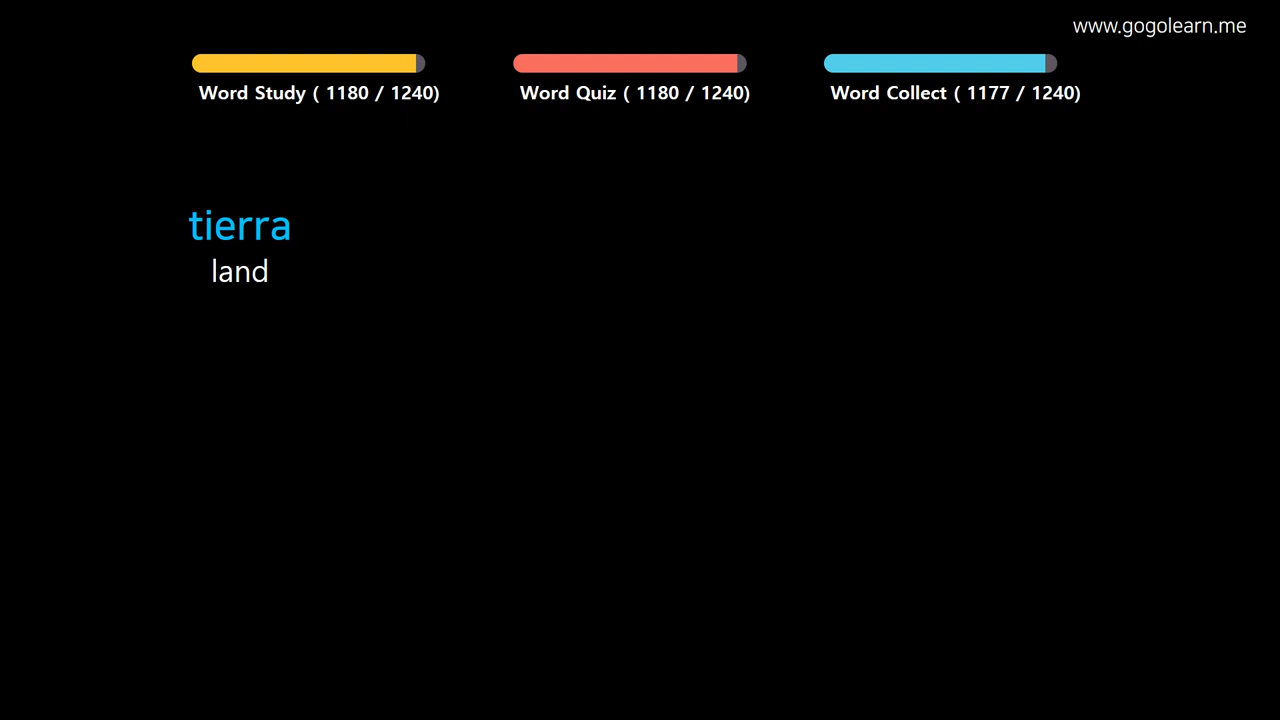 www.gogolearn.me
Word Study ( 1180 / 1240)
Word Quiz ( 1180 / 1240)
Word Collect ( 1177 / 1240)
tierra
land